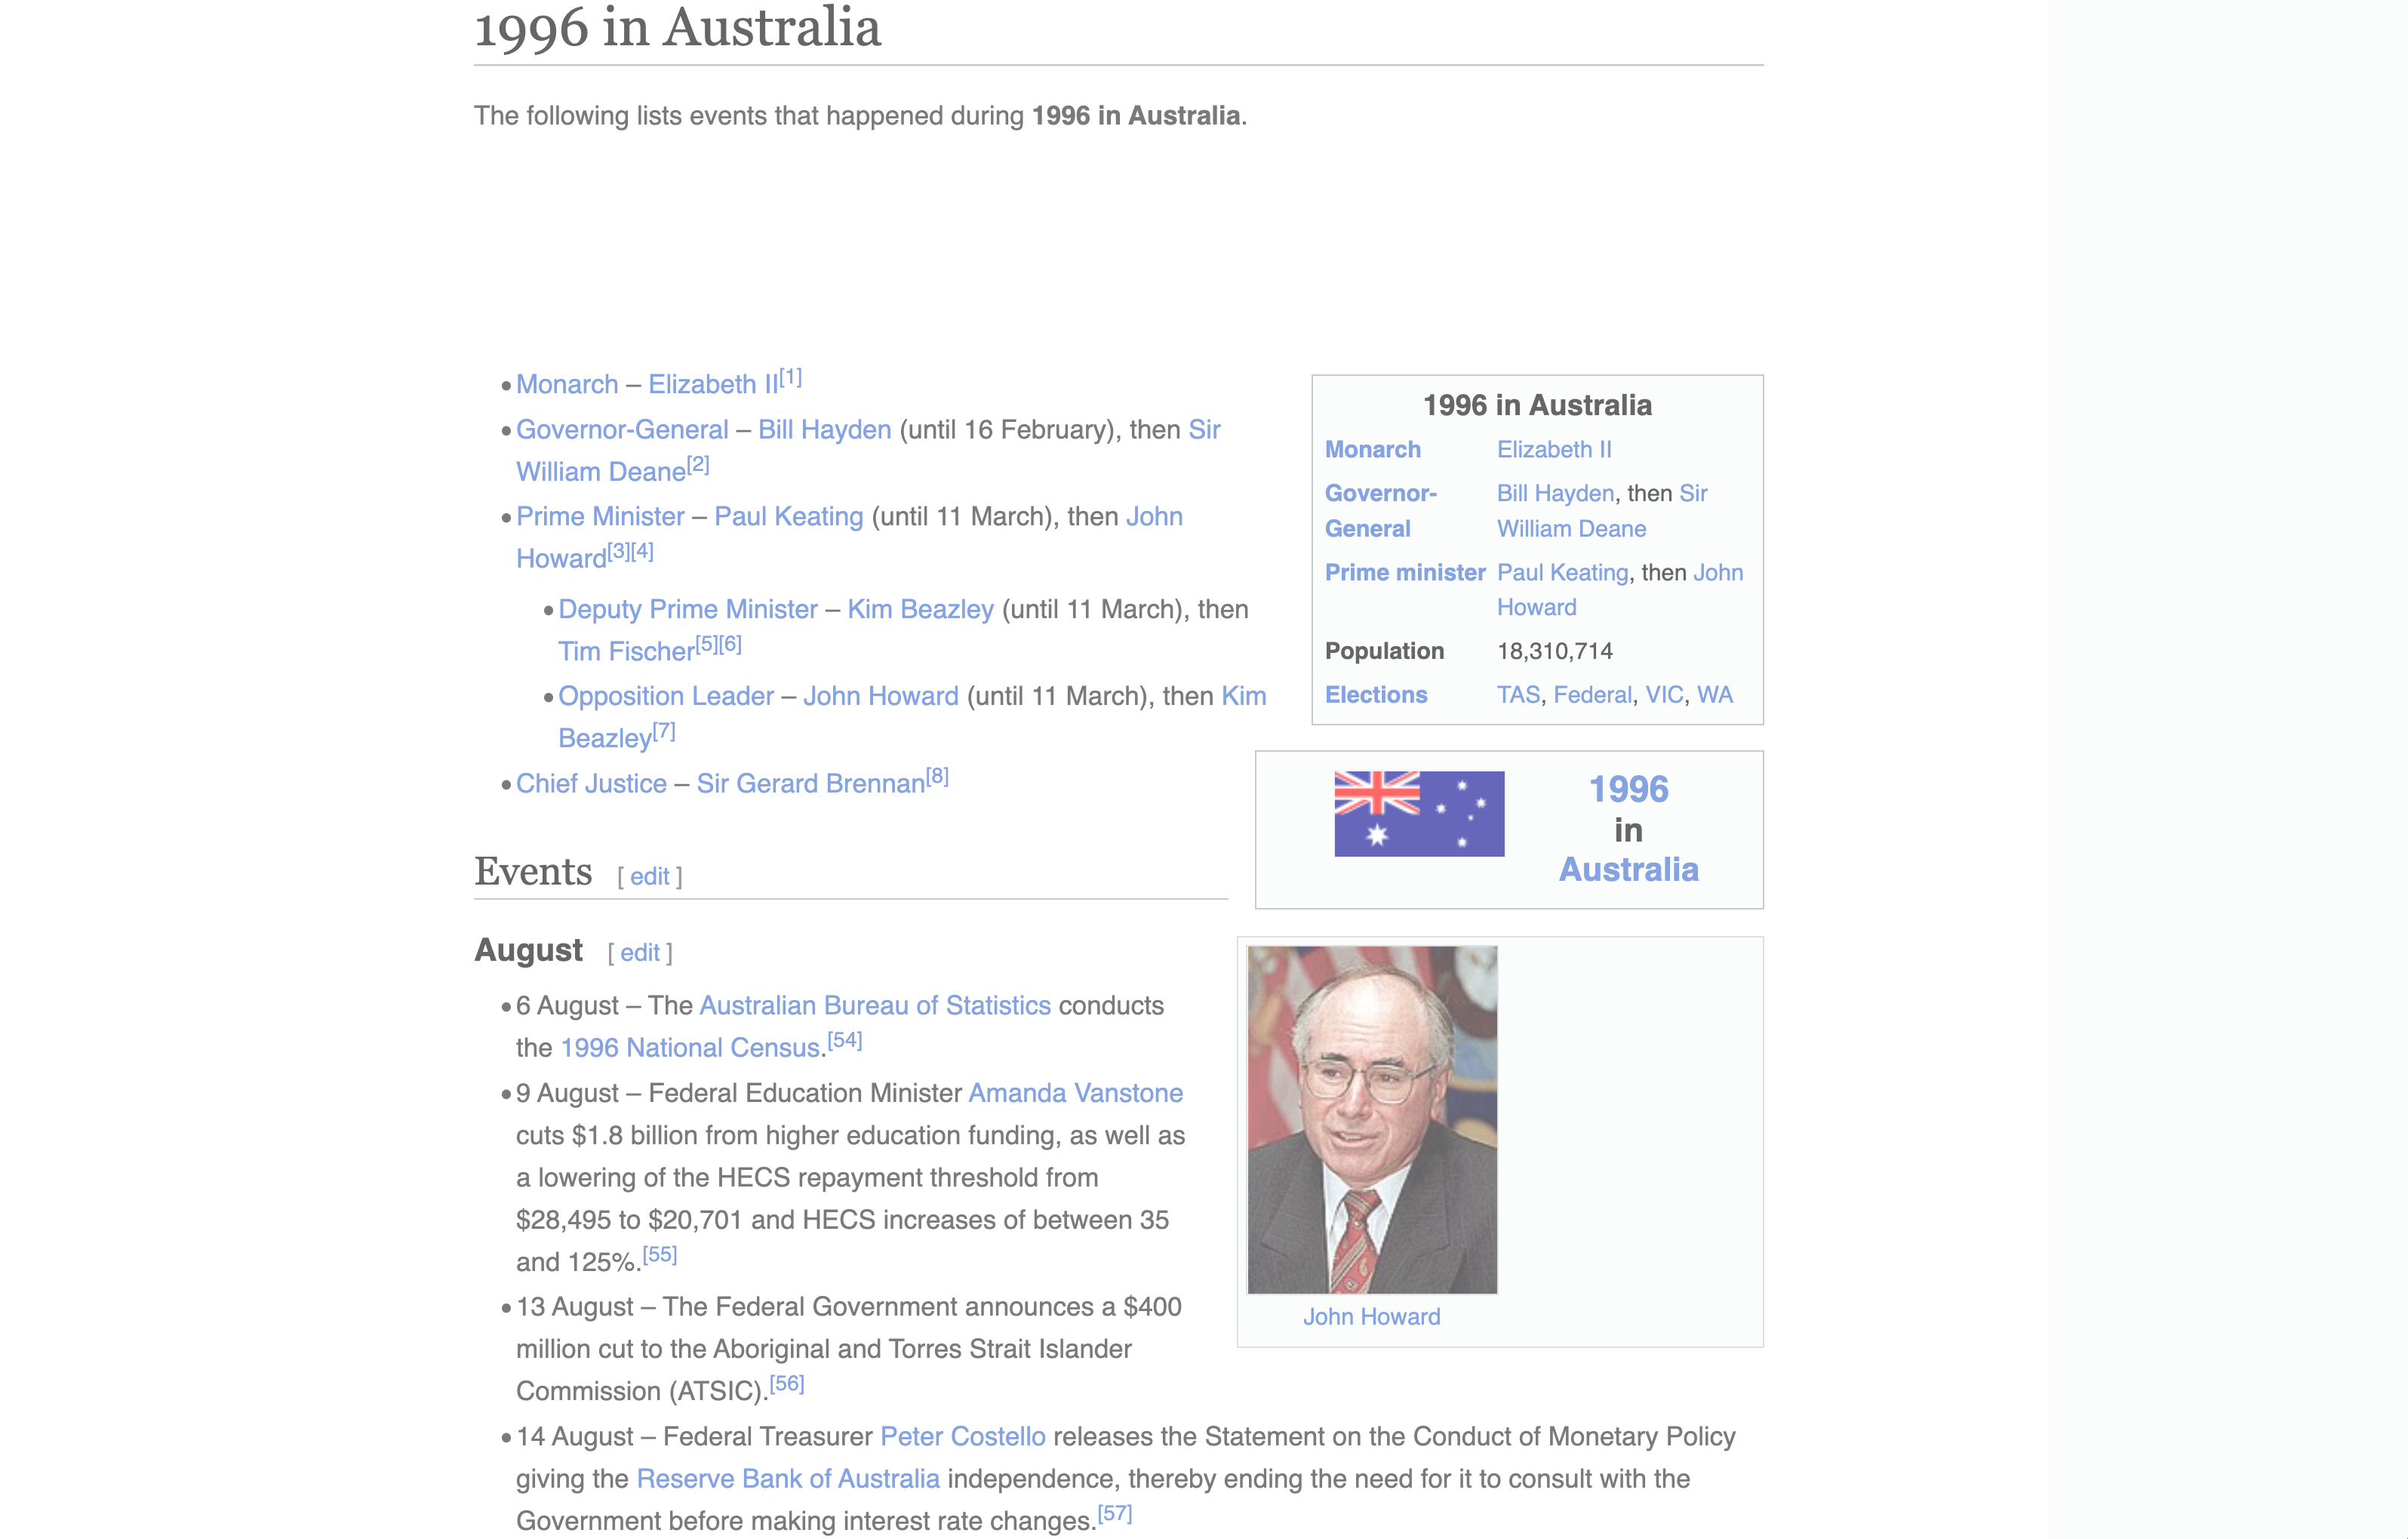 1996 in Australia
The following lists events that happened during 1996 in Australia.
• Monarch – Elizabeth II[1]
• Governor-General – Bill Hayden (until 16 February), then Sir
William Deane[2]
• Prime Minister – Paul Keating (until 11 March), then John
Howard[3][4]
• Deputy Prime Minister – Kim Beazley (until 11 March), then
Tim Fischer[5][6]
• Opposition Leader – John Howard (until 11 March), then Kim
Beazley[7]
• Chief Justice – Sir Gerard Brennan[8]
1996 in Australia
Monarch Elizabeth II
Governor- Bill Hayden, then Sir
General William Deane
Prime minister Paul Keating, then John
Howard
Population 18,310,714
Elections TAS, Federal, VIC, WA
1996
in
Australia
Events [ edit ]
August [ edit ]
• 6 August – The Australian Bureau of Statistics conducts
the 1996 National Census.[54]
• 9 August – Federal Education Minister Amanda Vanstone
cuts $1.8 billion from higher education funding, as well as
a lowering of the HECS repayment threshold from
$28,495 to $20,701 and HECS increases of between 35
and 125%.[55]
• 13 August – The Federal Government announces a $400
million cut to the Aboriginal and Torres Strait Islander
Commission (ATSIC).[56]
• 14 August – Federal Treasurer Peter Costello releases the Statement on the Conduct of Monetary Policy
giving the Reserve Bank of Australia independence, thereby ending the need for it to consult with the
Government before making interest rate changes.[57]
John Howard